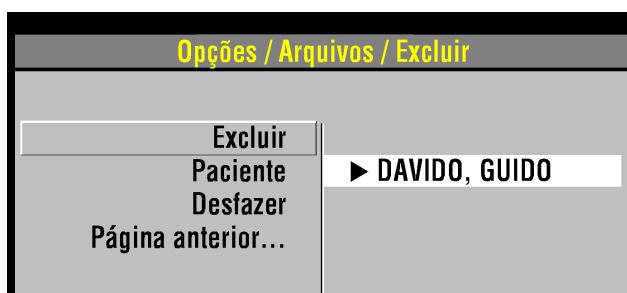 Opções / Arquivos / Excluir
Excluir
Paciente ▶ DAVIDO, GUIDO
Desfazer
Página anterior...